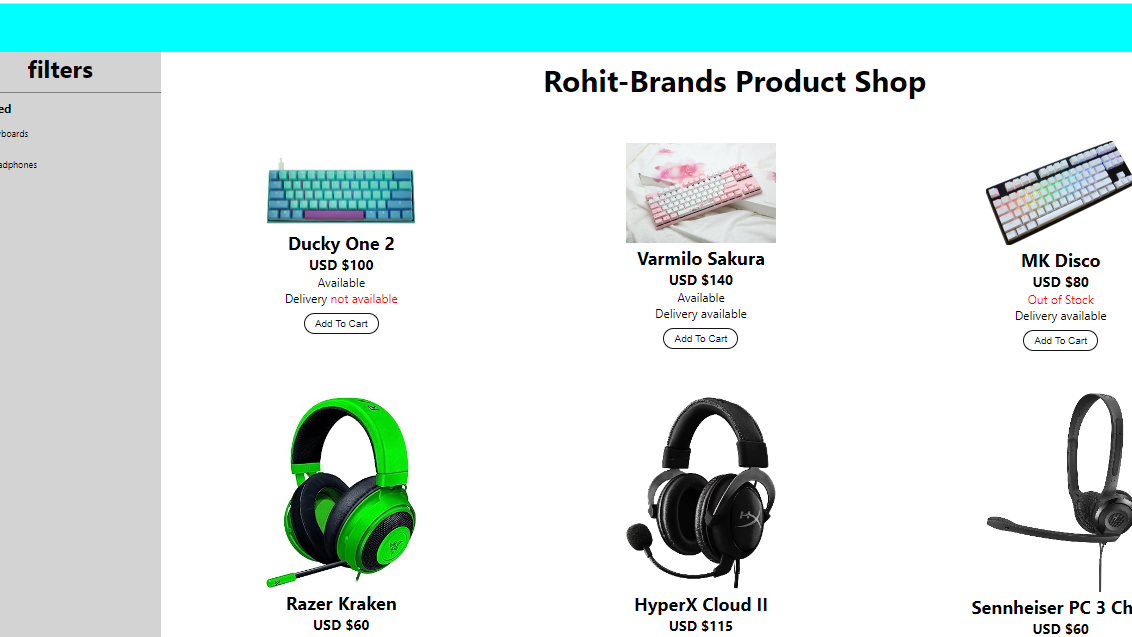 filters
Rohit-Brands Product Shop
ed
boards
adphones
Ducky One 2
USD $100
Available
Delivery not available
Add To Cart
Varmilo Sakura
USD $140
Available
Delivery available
Add To Cart
MK Disco
USD $80
Out of Stock
Delivery available
Add To Cart
Razer Kraken
USD $60
HyperX Cloud II
USD $115
Sennheiser PC 3 Ch
USD $60